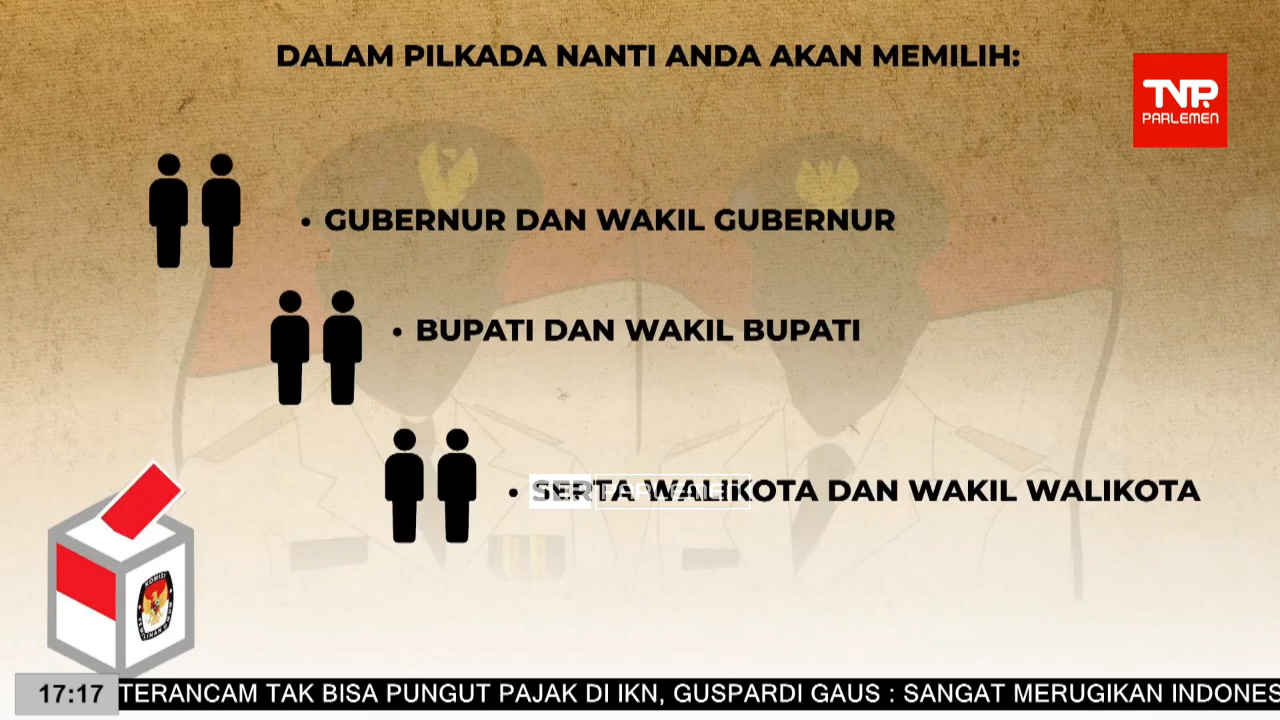 DALAM PILKADA NANTI ANDA AKAN MEMILIH:
TVR
PARLEMEN
• GUBERNUR DAN WAKIL GUBERNUR
• BUPATI DAN WAKIL BUPATI
• SERTA WALIKOTA DAN WAKIL WALIKOTA
KOMISI
17:17 TERANCAM TAK BISA PUNGUT PAJAK DI IKN, GUSPARDI GAUS : SANGAT MERUGIKAN INDONES